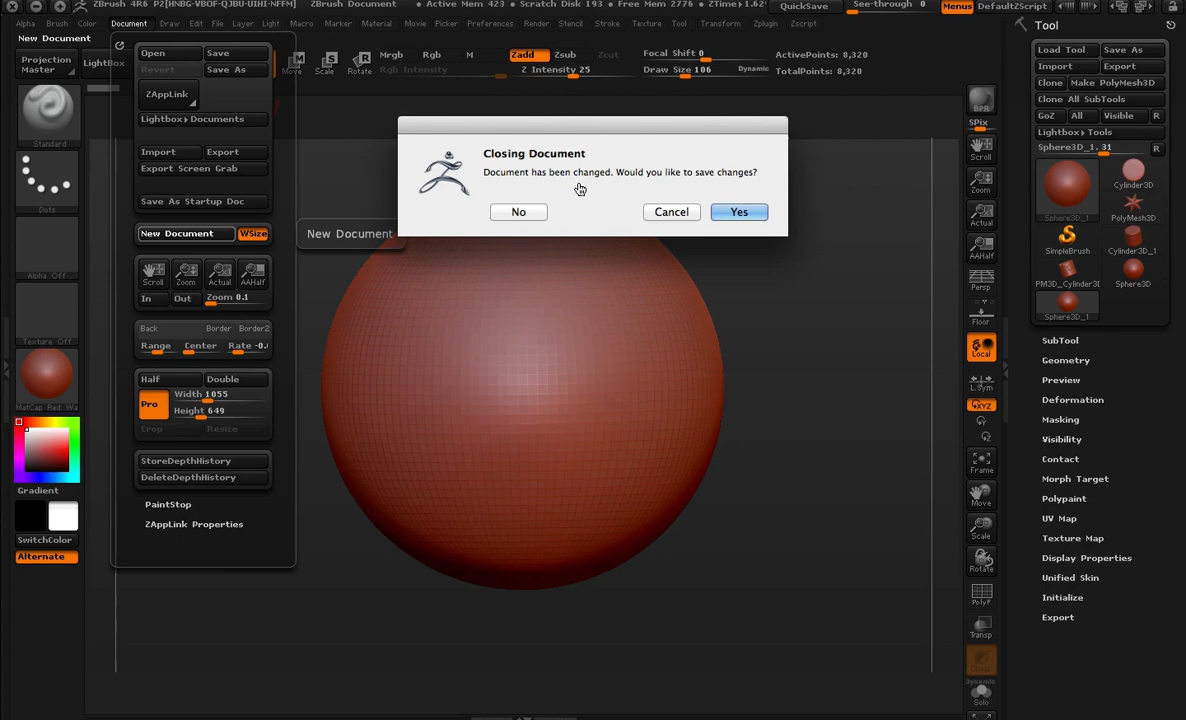 ZBrush 4R6 P2[HNBG-VBOF-QJBU-UIHI-NFFM] ZBrush Document • Active Mem 423 • Scratch Disk 193 • Free Mem 2776 • ZTime▸1.62 QuickSave See-through 0 Menus DefaultZScript
Alpha Brush Color Document Draw Edit File Layer Light Macro Marker Material Movie Picker Preferences Render Stencil Stroke Texture Tool Transform Zplugin Zscript
New Document
Projection Master
LightBox
Move
Scale
Rotate
Mrgb Rgb M
Rgb Intensity
Zadd Zsub Zcut
Z Intensity 25
Focal Shift 0
Draw Size 106 Dynamic
ActivePoints: 8,320
TotalPoints: 8,320
Standard
Dots
Alpha Off
Texture Off
MatCap Red Wa
Gradient
SwitchColor
Alternate
Open Save
Revert Save As
ZAppLink
Lightbox▸Documents
Import Export
Export Screen Grab
Save As Startup Doc
New Document WSize
Scroll Zoom Actual AAHalf
In Out Zoom 0.1
Back Border Border2
Range Center Rate -0.
Half Double
Pro
Width 1055
Height 649
Crop Resize
StoreDepthHistory
DeleteDepthHistory
PaintStop
ZAppLink Properties
New Document
Closing Document
Document has been changed. Would you like to save changes?
No Cancel Yes
BPR
SPix
Scroll
Zoom
Actual
AAHalf
Persp
Floor
Local
L.Sym
XYZ
Y
Z
Frame
Move
Scale
Rotate
PolyF
Transp
Dynamic
Solo
Tool
Load Tool Save As
Import Export
Clone Make PolyMesh3D
Clone All SubTools
GoZ All Visible R
Lightbox▸Tools
Sphere3D_1. 31 R
Sphere3D_1
Cylinder3D
PolyMesh3D
SimpleBrush
Cylinder3D_1
PM3D_Cylinder3D
Sphere3D
Sphere3D_1
SubTool
Geometry
Preview
Deformation
Masking
Visibility
Contact
Morph Target
Polypaint
UV Map
Texture Map
Display Properties
Unified Skin
Initialize
Export